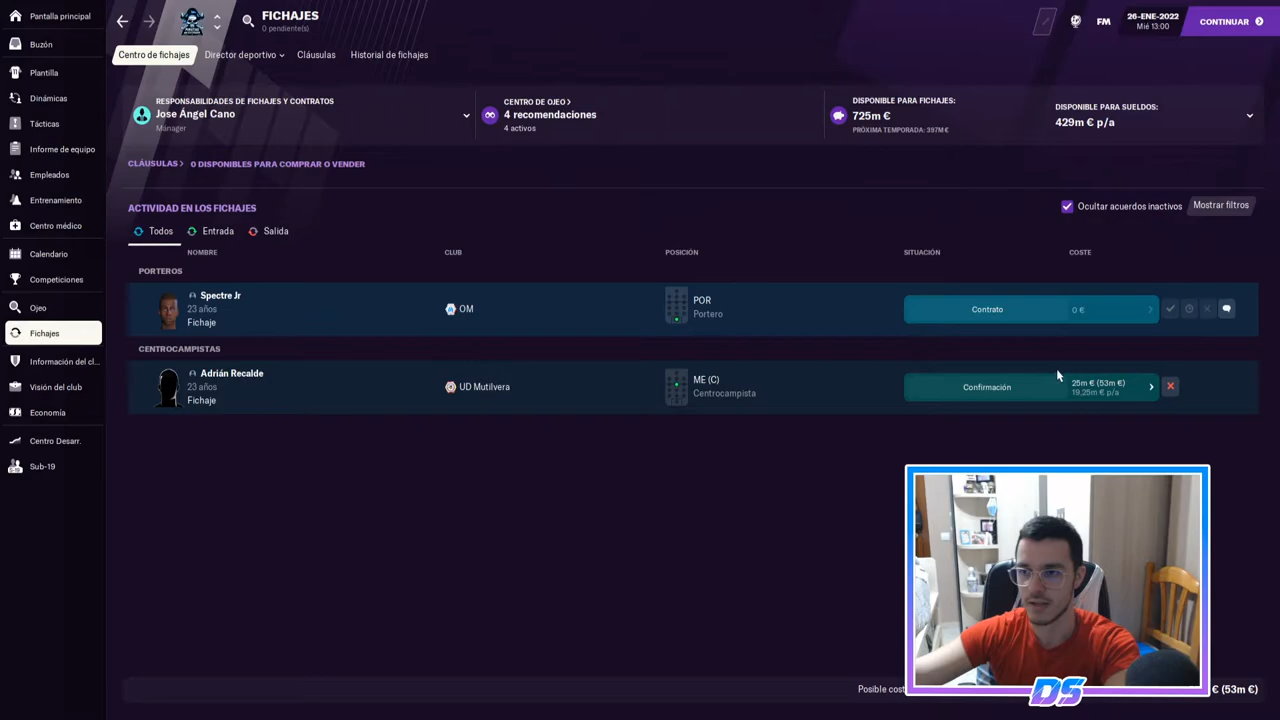 Pantalla principal
Buzón
Plantilla
Dinámicas
Tácticas
Informe de equipo
Empleados
Entrenamiento
Centro médico
Calendario
Competiciones
Ojeo
Fichajes
Información del cl...
Visión del club
Economía
Centro Desarr.
Sub-19
FICHAJES
0 pendiente(s)
FM
26-ENE-2022
Mié 13:00
CONTINUAR
Centro de fichajes
Director deportivo
Cláusulas
Historial de fichajes
RESPONSABILIDADES DE FICHAJES Y CONTRATOS
Jose Ángel Cano
Manager
CENTRO DE OJEO >
4 recomendaciones
4 activos
DISPONIBLE PARA FICHAJES:
725m €
PRÓXIMA TEMPORADA: 397M €
DISPONIBLE PARA SUELDOS:
429m € p/a
CLÁUSULAS > 0 DISPONIBLES PARA COMPRAR O VENDER
ACTIVIDAD EN LOS FICHAJES
Ocultar acuerdos inactivos
Mostrar filtros
Todos
Entrada
Salida
NOMBRE
CLUB
POSICIÓN
SITUACIÓN
COSTE
PORTEROS
Spectre Jr
23 años
Fichaje
OM
POR
Portero
Contrato
0 €
CENTROCAMPISTAS
Adrián Recalde
23 años
Fichaje
UD Mutilvera
ME (C)
Centrocampista
Confirmación
25m € (53m €)
19,25m € p/a
Posible cost
€ (53m €)
DS